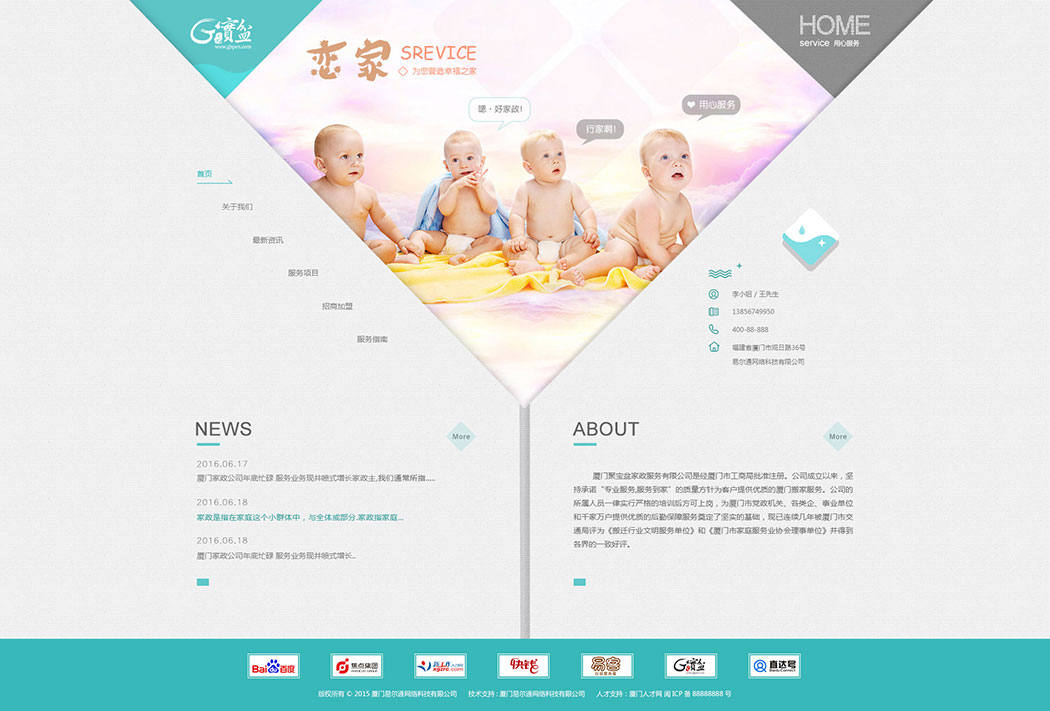 G聚寶盆
www.jbpcn.com
HOME
service 用心服务
恋家
SREVICE
为您营造幸福之家
嗯·好家政!
行家啊!
用心服务
首页
关于我们
最新资讯
服务项目
招商加盟
服务指南
李小姐 / 王先生
13856749950
400-88-888
福建省厦门市观日路36号
易尔通网络科技有限公司
NEWS
More
2016.06.17
厦门家政公司年底忙碌 服务业务现井喷式增长家政主,我们通常所指.....
2016.06.18
家政是指在家庭这个小群体中，与全体或部分.家政指家庭...
2016.06.18
厦门家政公司年底忙碌 服务业务现井喷式增长..
ABOUT
More
厦门聚宝盆家政服务有限公司是经厦门市工商局批准注册。公司成立以来，坚
持承诺“专业服务,服务到家”的质量方针为客户提供优质的厦门搬家服务。公司的
所属人员一律实行严格的培训后方可上岗，为厦门市党政机关、各类企、事业单位
和千家万户提供优质的后勤保障服务奠定了坚实的基础，现已连续几年被厦门市交
通局评为《搬迁行业文明服务单位》和《厦门市家庭服务业协会理事单位》并得到
各界的一致好评。
Bai百度
焦点集团
快钱
易客
直达号
版权所有 © 2015 厦门易尔通网络科技有限公司 技术支持 : 厦门易尔通网络科技有限公司 人才支持 : 厦门人才网 闽 ICP 备 88888888 号